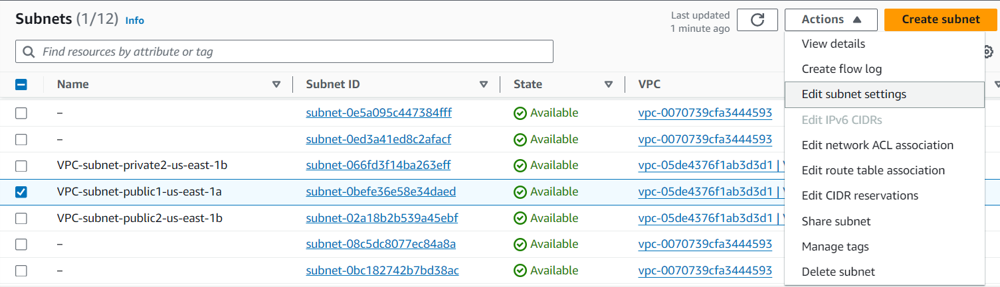 Subnets (1/12) Info
Last updated
1 minute ago
Actions
Create subnet
Find resources by attribute or tag
Name Subnet ID State VPC
– subnet-0e5a095c447384fff Available vpc-0070739cfa3444593
– subnet-0ed3a41ed8c2afacf Available vpc-0070739cfa3444593
VPC-subnet-private2-us-east-1b subnet-066fd3f14ba263eff Available vpc-05de4376f1ab3d3d1 | V
VPC-subnet-public1-us-east-1a subnet-0befe36e58e34daed Available vpc-05de4376f1ab3d3d1 | V
VPC-subnet-public2-us-east-1b subnet-02a18b2b539a45ebf Available vpc-05de4376f1ab3d3d1 | V
– subnet-08c5dc8077ec84a8a Available vpc-0070739cfa3444593
– subnet-0bc182742b7bd38ac Available vpc-0070739cfa3444593
View details
Create flow log
Edit subnet settings
Edit IPv6 CIDRs
Edit network ACL association
Edit route table association
Edit CIDR reservations
Share subnet
Manage tags
Delete subnet